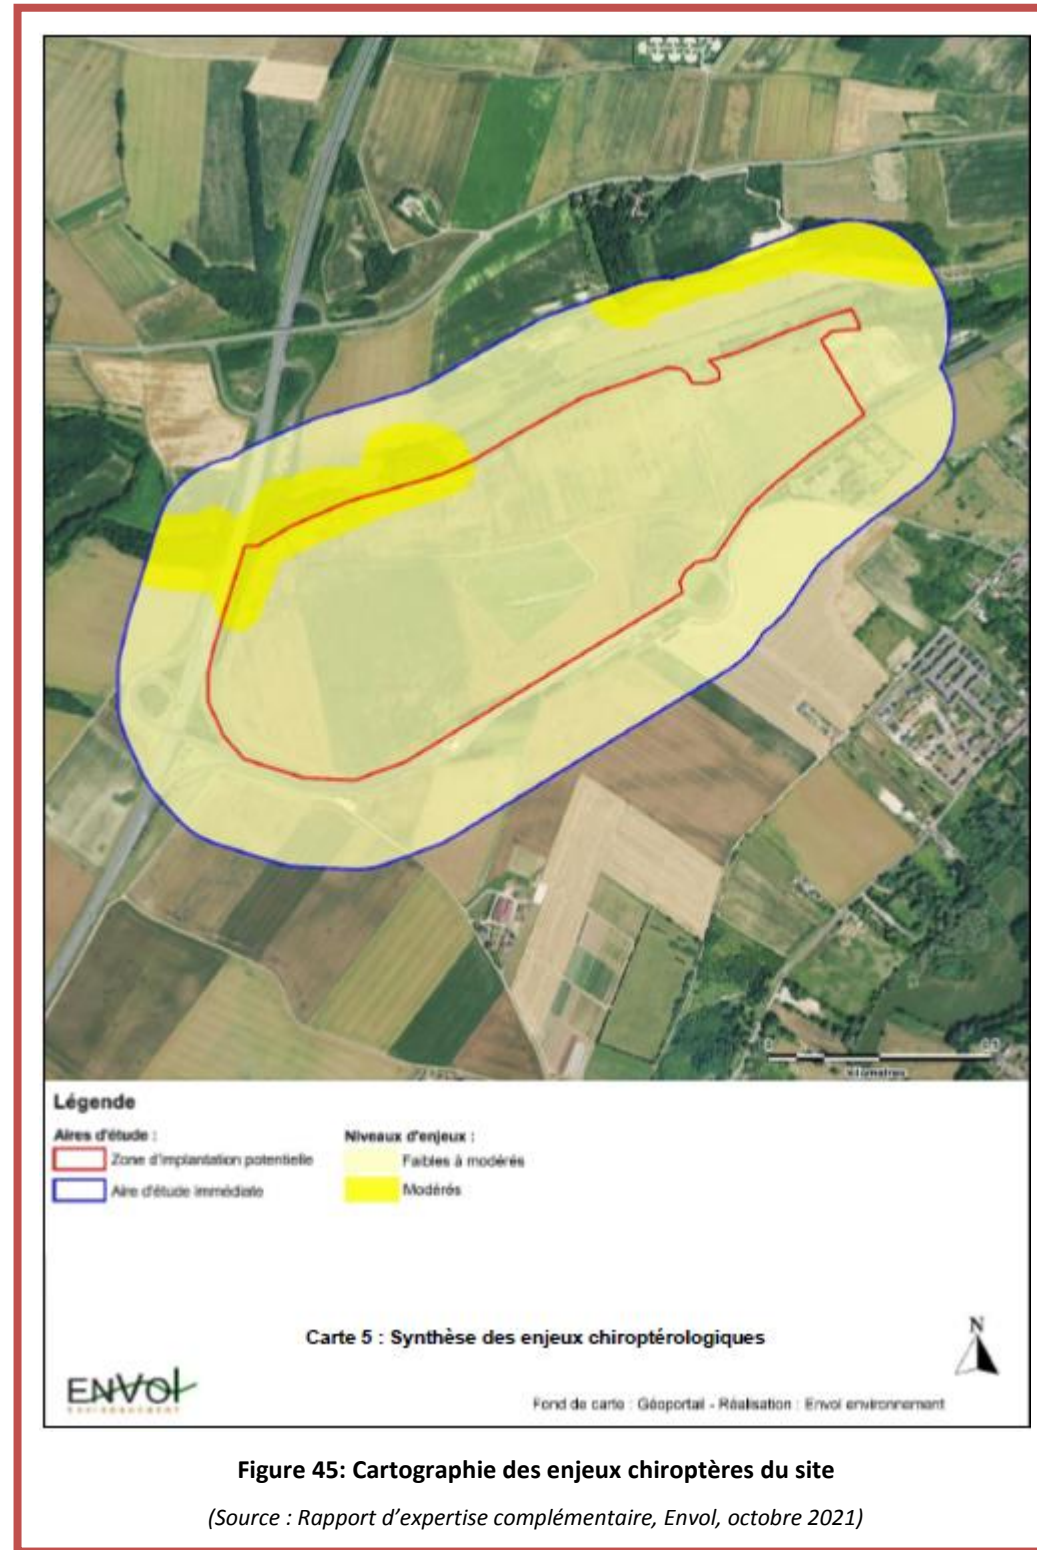 Légende
Aires d'étude :
Zone d'implantation potentielle
Aire d'étude immédiate
Niveaux d'enjeux :
Faibles à modérés
Modérés
Carte 5 : Synthèse des enjeux chiroptérologiques
N
ENVOL
ENVIRONNEMENT
Fond de carte : Géoportail - Réalisation : Envol environnement
Figure 45: Cartographie des enjeux chiroptères du site
(Source : Rapport d'expertise complémentaire, Envol, octobre 2021)